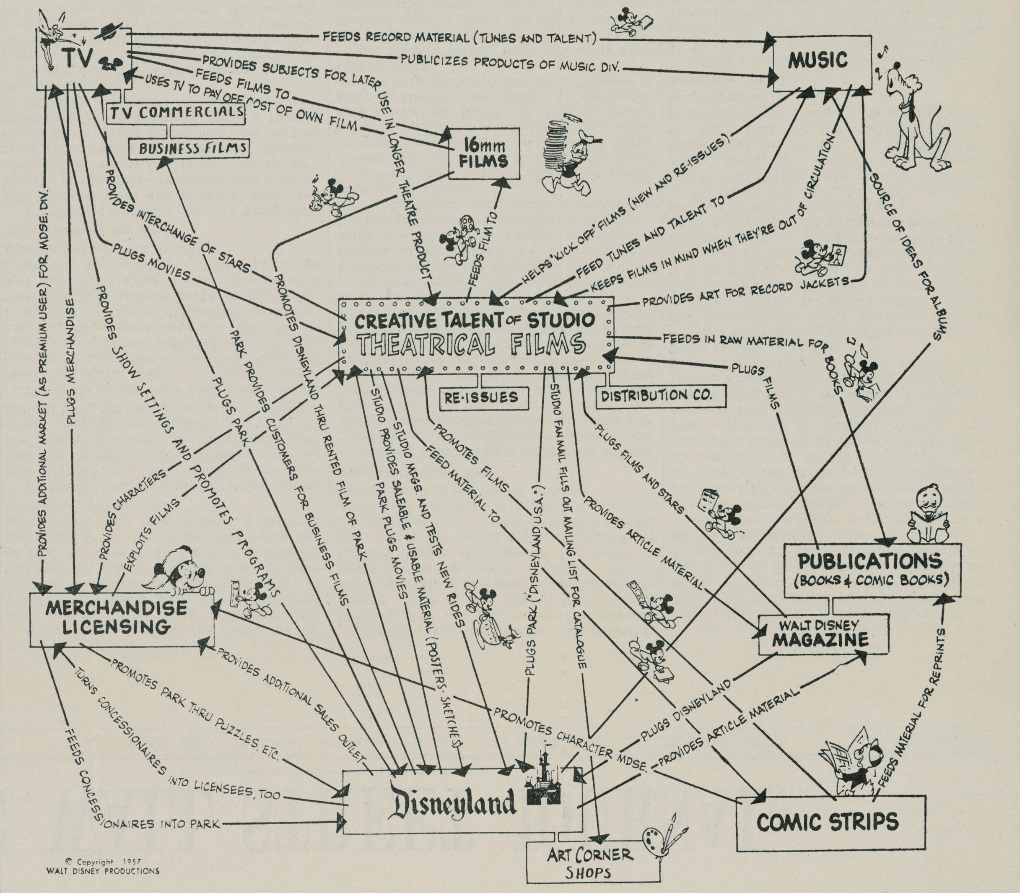 TV
TV COMMERCIALS
BUSINESS FILMS
FEEDS RECORD MATERIAL (TUNES AND TALENT)
PUBLICIZES PRODUCTS OF MUSIC DIV.
MUSIC
PROVIDES SUBJECTS FOR LATER USE IN LONGER THEATRE PRODUCT
FEEDS FILMS TO
USES TV TO PAY OFF COST OF OWN FILM
16mm
FILMS
PROVIDES INTERCHANGE OF STARS
PLUGS MOVIES
FEEDS FILM TO
HELPS "KICK OFF" FILMS (NEW AND RE-ISSUES)
FEED TUNES AND TALENT TO
KEEPS FILMS IN MIND WHEN THEY'RE OUT OF CIRCULATION
PROVIDES ART FOR RECORD JACKETS
SOURCE OF IDEAS FOR ALBUMS
CREATIVE TALENT OF STUDIO
THEATRICAL FILMS
RE-ISSUES
DISTRIBUTION CO.
FEEDS IN RAW MATERIAL FOR BOOKS
PLUGS FILMS
PROVIDES ADDITIONAL MARKET (AS PREMIUM USER) FOR MDSE. DIV.
PLUGS MERCHANDISE
PROVIDES SHOW SETTINGS AND PROMOTES PROGRAMS
PLUGS PARK
PARK PROVIDES CUSTOMERS FOR BUSINESS FILMS
PROMOTES DISNEYLAND THRU RENTED FILM OF PARK
PROVIDES CHARACTERS
EXPLOITS FILMS
PARK PLUGS MOVIES
STUDIO PROVIDES SALEABLE & USABLE MATERIAL (POSTERS-SKETCHES)
STUDIO MFGS AND TESTS NEW RIDES
FEED MATERIAL TO
PROMOTES FILMS
PLUGS PARK ("DISNEYLAND U.S.A.")
STUDIO FAN MAIL FILLS OUT MAILING LIST FOR CATALOGUE
PROVIDES ARTICLE MATERIAL
PLUGS FILMS AND STARS
PUBLICATIONS
(BOOKS & COMIC BOOKS)
WALT DISNEY
MAGAZINE
MERCHANDISE
LICENSING
PROVIDES ADDITIONAL SALES OUTLET
PROMOTES PARK THRU PUZZLES, ETC.
TURNS CONCESSIONAIRES INTO LICENSEES, TOO
FEEDS CONCESSIONAIRES INTO PARK
PROMOTES CHARACTER MDSE.
PLUGS DISNEYLAND
PROVIDES ARTICLE MATERIAL
FEEDS MATERIAL FOR REPRINTS
Disneyland
COMIC STRIPS
ART CORNER
SHOPS
© Copyright 1957
WALT DISNEY PRODUCTIONS